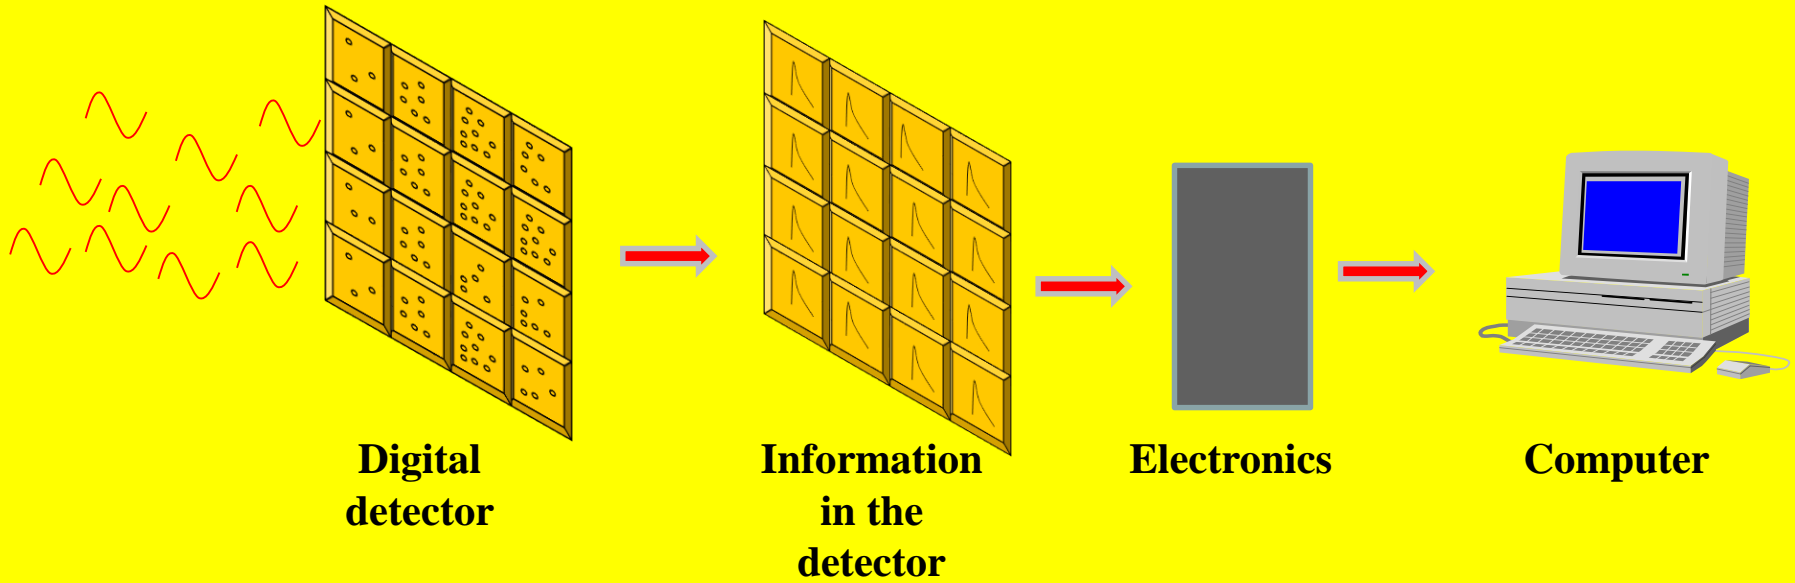 Digital
detector
Information
in the
detector
Electronics
Computer